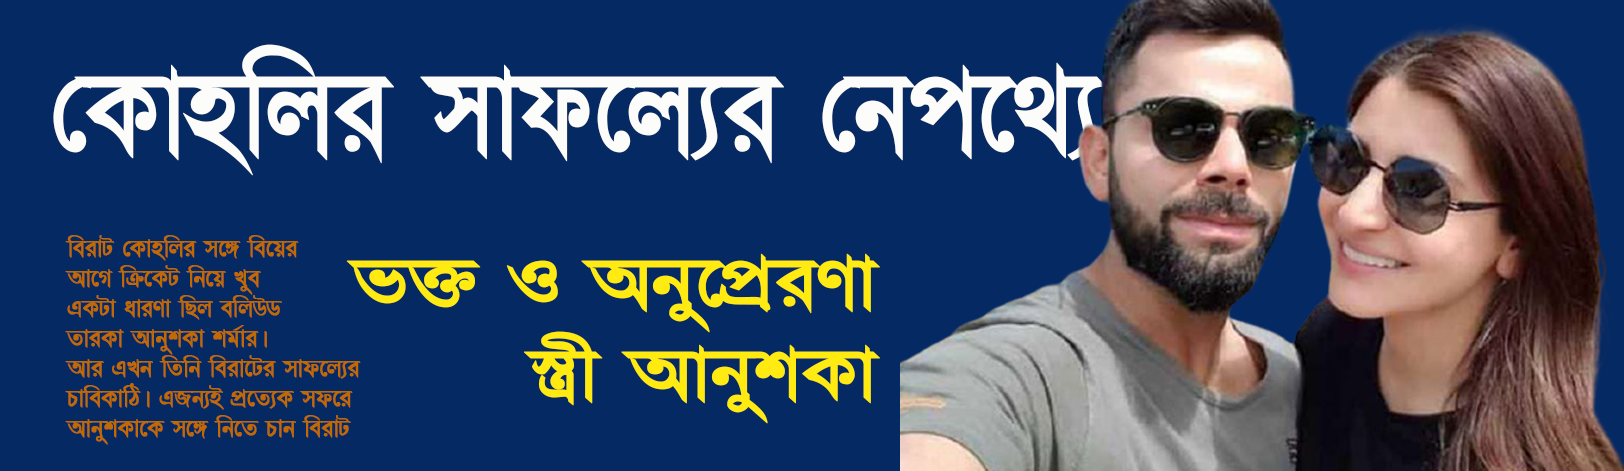 কোহলির সাফল্যের নেপথ্যে
বিরাট কোহলির সঙ্গে বিয়ের
আগে ক্রিকেট নিয়ে খুব
একটা ধারণা ছিল বলিউড
তারকা আনুশকা শর্মার।
আর এখন তিনি বিরাটের সাফল্যের
চাবিকাঠি। এজন্যই প্রত্যেক সফরে
আনুশকাকে সঙ্গে নিতে চান বিরাট
ভক্ত ও অনুপ্রেরণা
স্ত্রী আনুশকা